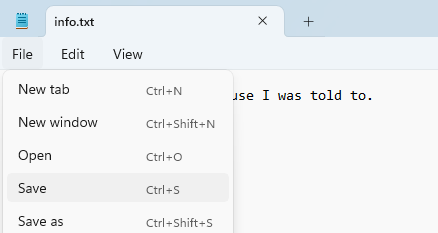 info.txt
File Edit View
New tab Ctrl+N
use I was told to.
New window Ctrl+Shift+N
Open Ctrl+O
Save Ctrl+S
Save as Ctrl+Shift+S